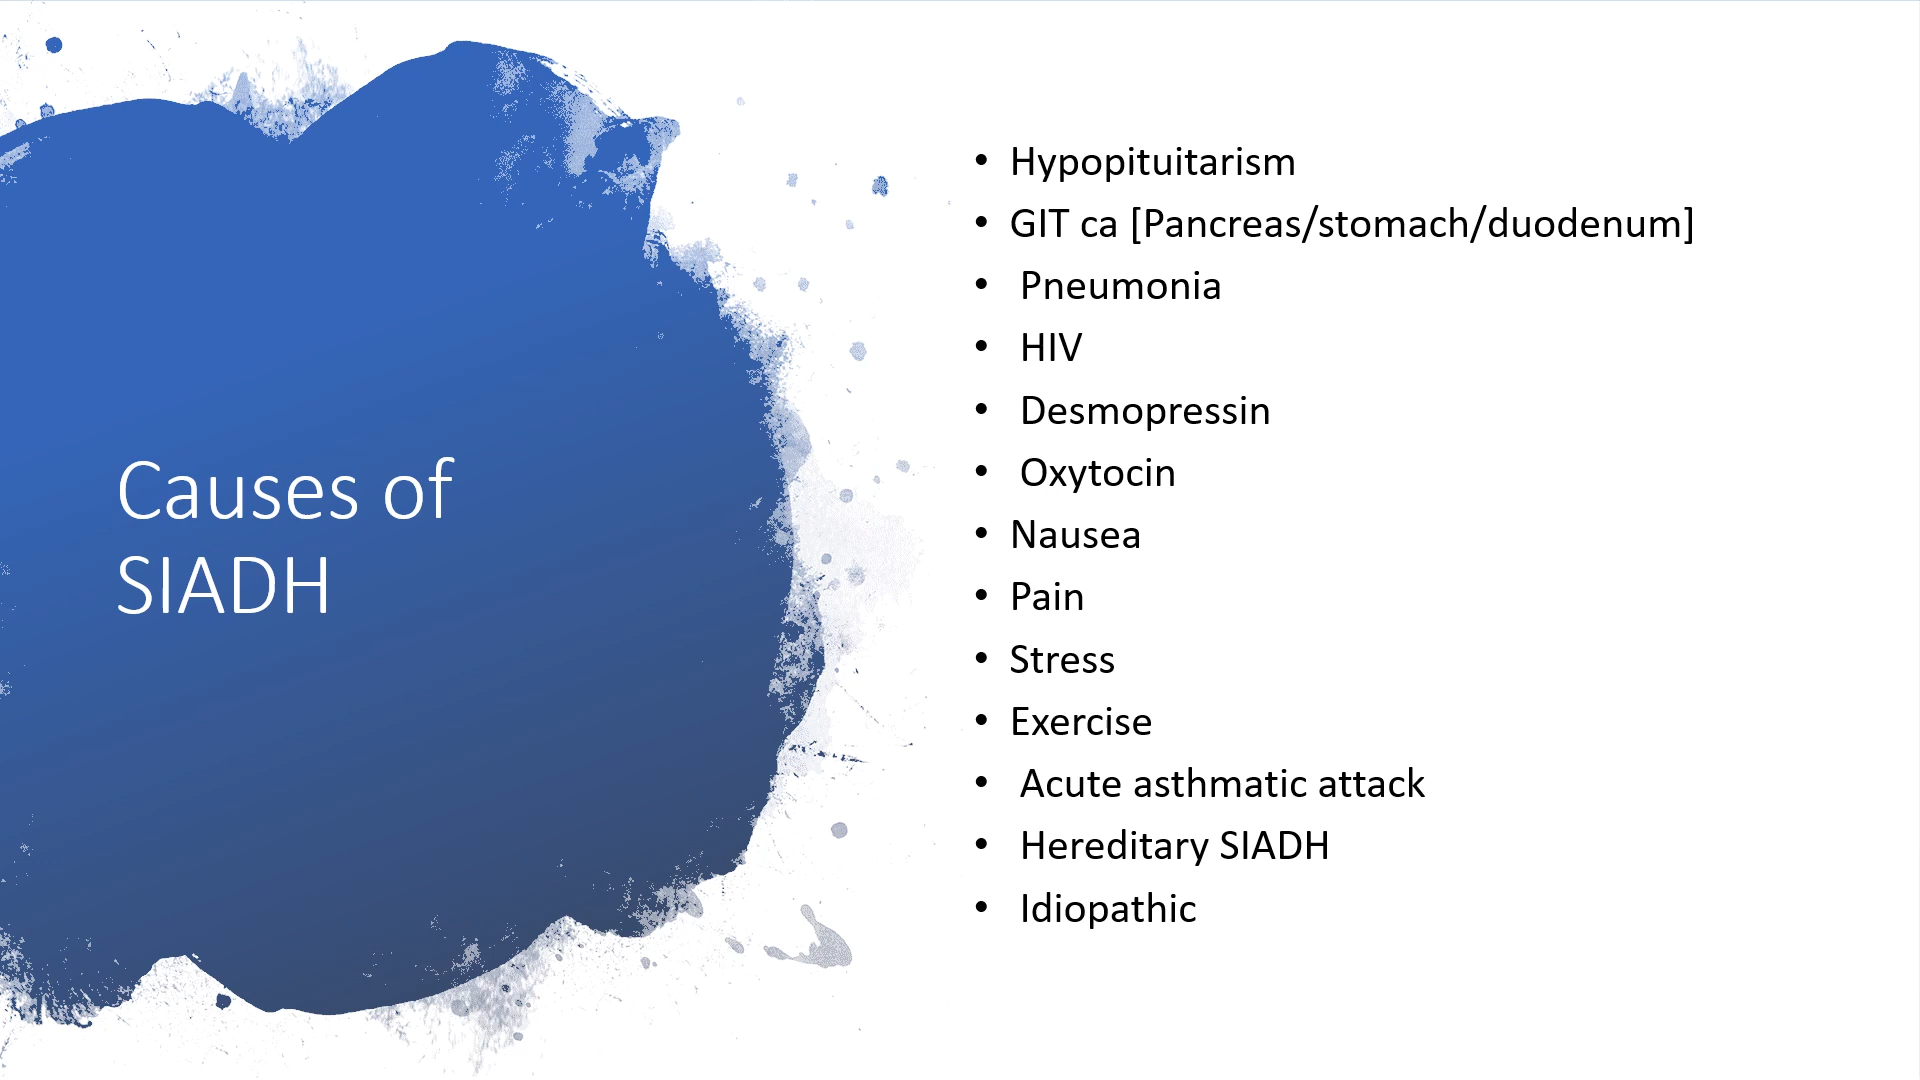 Causes of
SIADH
• Hypopituitarism
• GIT ca [Pancreas/stomach/duodenum]
• Pneumonia
• HIV
• Desmopressin
• Oxytocin
• Nausea
• Pain
• Stress
• Exercise
• Acute asthmatic attack
• Hereditary SIADH
• Idiopathic